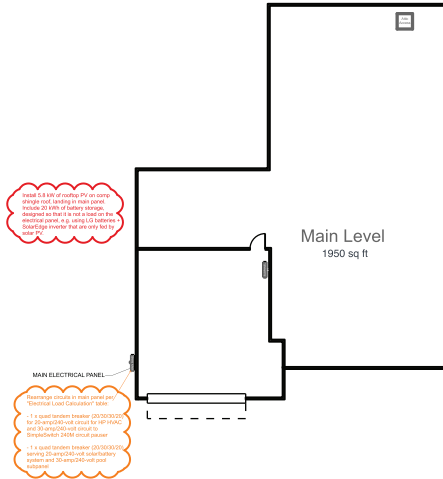 Attic
Access
Install 5.8 kW of rooftop PV on comp
shingle roof, landing in main panel.
Include 20 kWh of battery storage,
designed so that it is not a load on the
electrical panel, e.g. using LG batteries +
SolarEdge inverter that are only fed by
solar PV.
Main Level
1950 sq ft
MAIN ELECTRICAL PANEL
Rearrange circuits in main panel per
"Electrical Load Calculation" table:
- 1 x quad tandem breaker (20/30/30/20)
for 20-amp/240-volt circuit for HP HVAC
and 30-amp/240-volt circuit to
SimpleSwitch 240M circuit pauser
- 1 x quad tandem breaker (20/30/30/20)
serving 20-amp/240-volt solar/battery
system and 30-amp/240-volt pool
subpanel